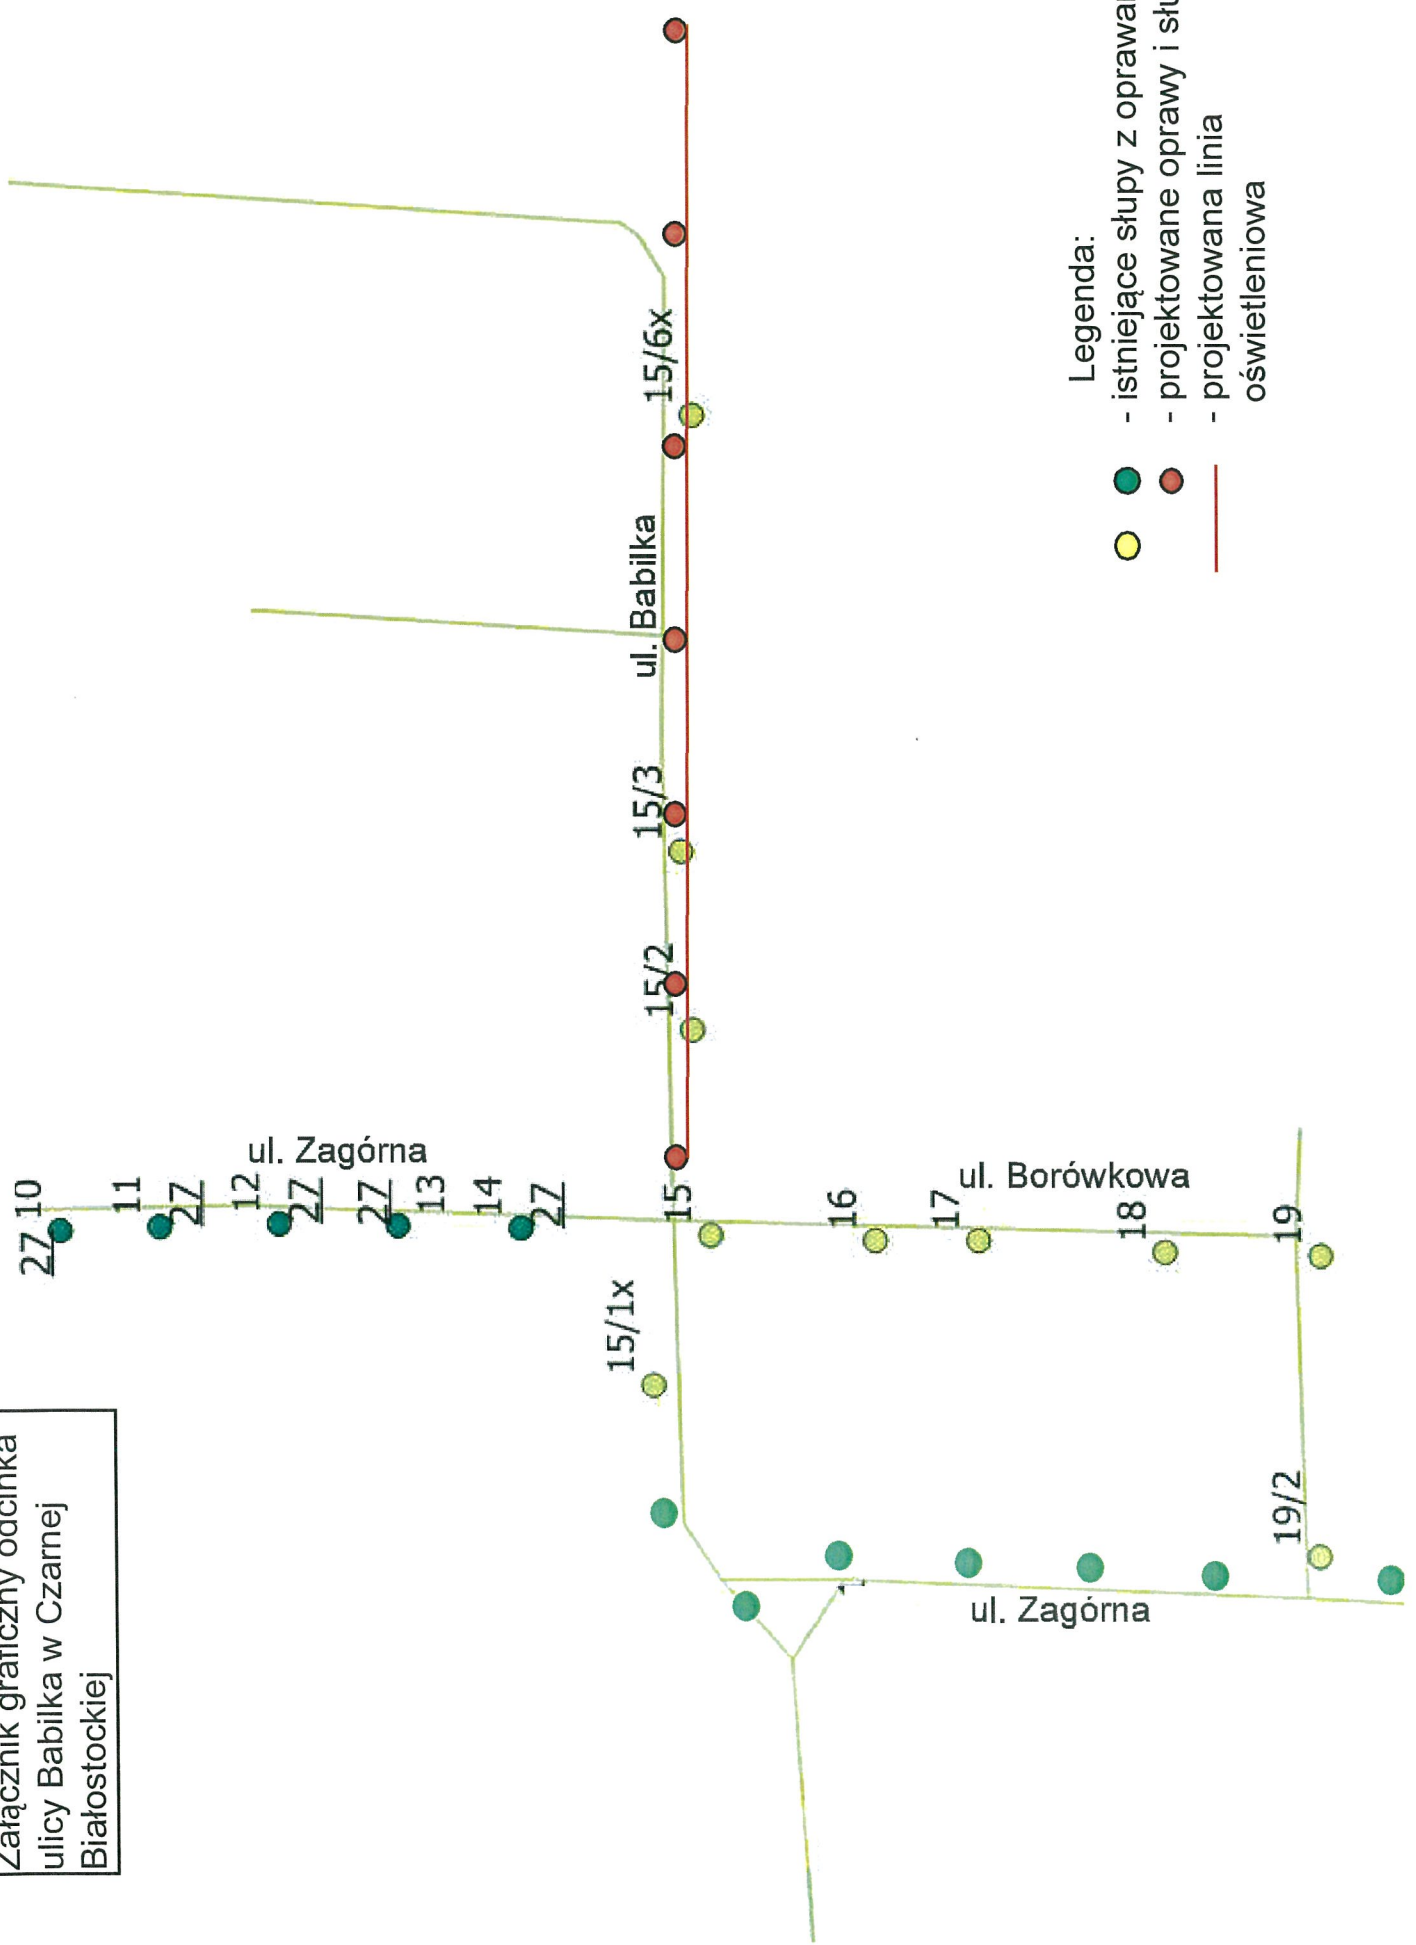 Załącznik graficzny odcinka
ulicy Babilka w Czarnej
Białostockiej
10
27
11
27
12
27
27
13
14
27
ul. Zagórna
15
15/1x
15/2
15/3
ul. Babilka
15/6x
16
17
ul. Borówkowa
18
19
19/2
ul. Zagórna
Legenda:
- istniejące słupy z
- projektowane oprawy i
- projektowana linia
oświetleniowa